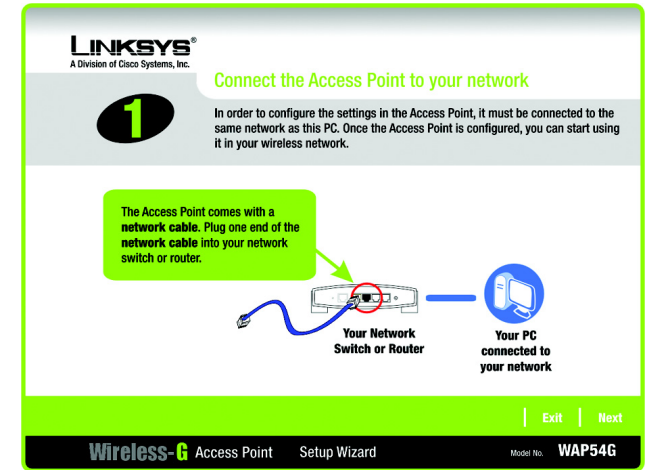 LINKSYS®
A Division of Cisco Systems, Inc.
Connect the Access Point to your network
1
In order to configure the settings in the Access Point, it must be connected to the
same network as this PC. Once the Access Point is configured, you can start using
it in your wireless network.
The Access Point comes with a
network cable. Plug one end of the
network cable into your network
switch or router.
Your Network
Switch or Router
Your PC
connected to
your network
Exit
Next
Wireless-G Access Point
Setup Wizard
Model No. WAP54G